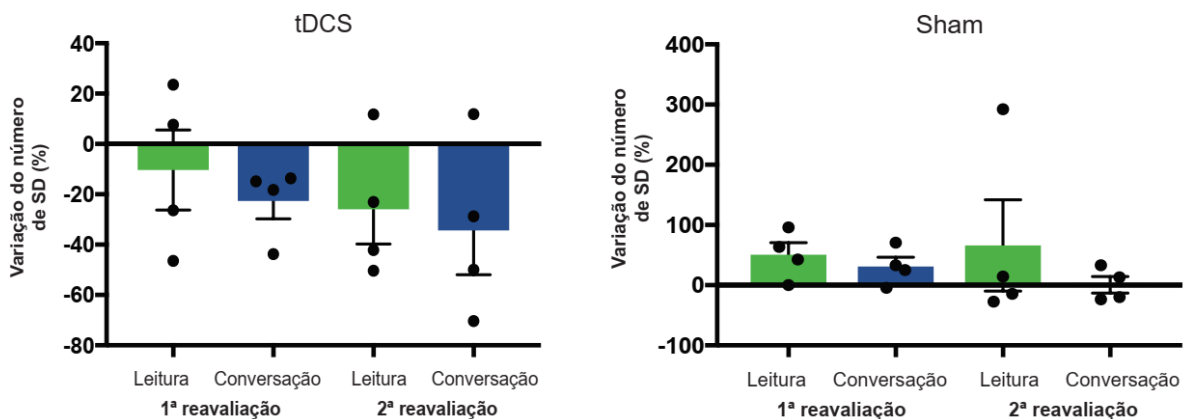 tDCS
Variação do número
de SD (%)
40
20
0
-20
-40
-60
-80
Leitura Conversação Leitura Conversação
1ª reavaliação 2ª reavaliação
Sham
Variação do número
de SD (%)
400
300
200
100
0
-100
Leitura Conversação Leitura Conversação
1ª reavaliação 2ª reavaliação